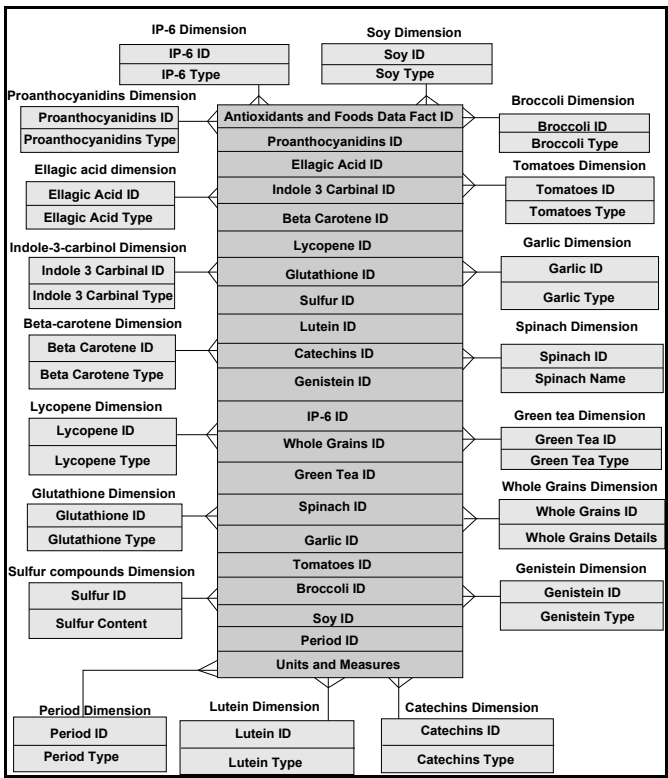 IP-6 Dimension
IP-6 ID
IP-6 Type
Soy Dimension
Soy ID
Soy Type
Proanthocyanidins Dimension
Proanthocyanidins ID
Proanthocyanidins Type
Ellagic acid dimension
Ellagic Acid ID
Ellagic Acid Type
Indole-3-carbinol Dimension
Indole 3 Carbinal ID
Indole 3 Carbinal Type
Beta-carotene Dimension
Beta Carotene ID
Beta Carotene Type
Lycopene Dimension
Lycopene ID
Lycopene Type
Glutathione Dimension
Glutathione ID
Glutathione Type
Sulfur compounds Dimension
Sulfur ID
Sulfur Content
Antioxidants and Foods Data Fact ID
Proanthocyanidins ID
Ellagic Acid ID
Indole 3 Carbinal ID
Beta Carotene ID
Lycopene ID
Glutathione ID
Sulfur ID
Lutein ID
Catechins ID
Genistein ID
IP-6 ID
Whole Grains ID
Green Tea ID
Spinach ID
Garlic ID
Tomatoes ID
Broccoli ID
Soy ID
Period ID
Units and Measures
Broccoli Dimension
Broccoli ID
Broccoli Type
Tomatoes Dimension
Tomatoes ID
Tomatoes Type
Garlic Dimension
Garlic ID
Garlic Type
Spinach Dimension
Spinach ID
Spinach Name
Green tea Dimension
Green Tea ID
Green Tea Type
Whole Grains Dimension
Whole Grains ID
Whole Grains Details
Genistein Dimension
Genistein ID
Genistein Type
Period Dimension
Period ID
Period Type
Lutein Dimension
Lutein ID
Lutein Type
Catechins Dimension
Catechins ID
Catechins Type